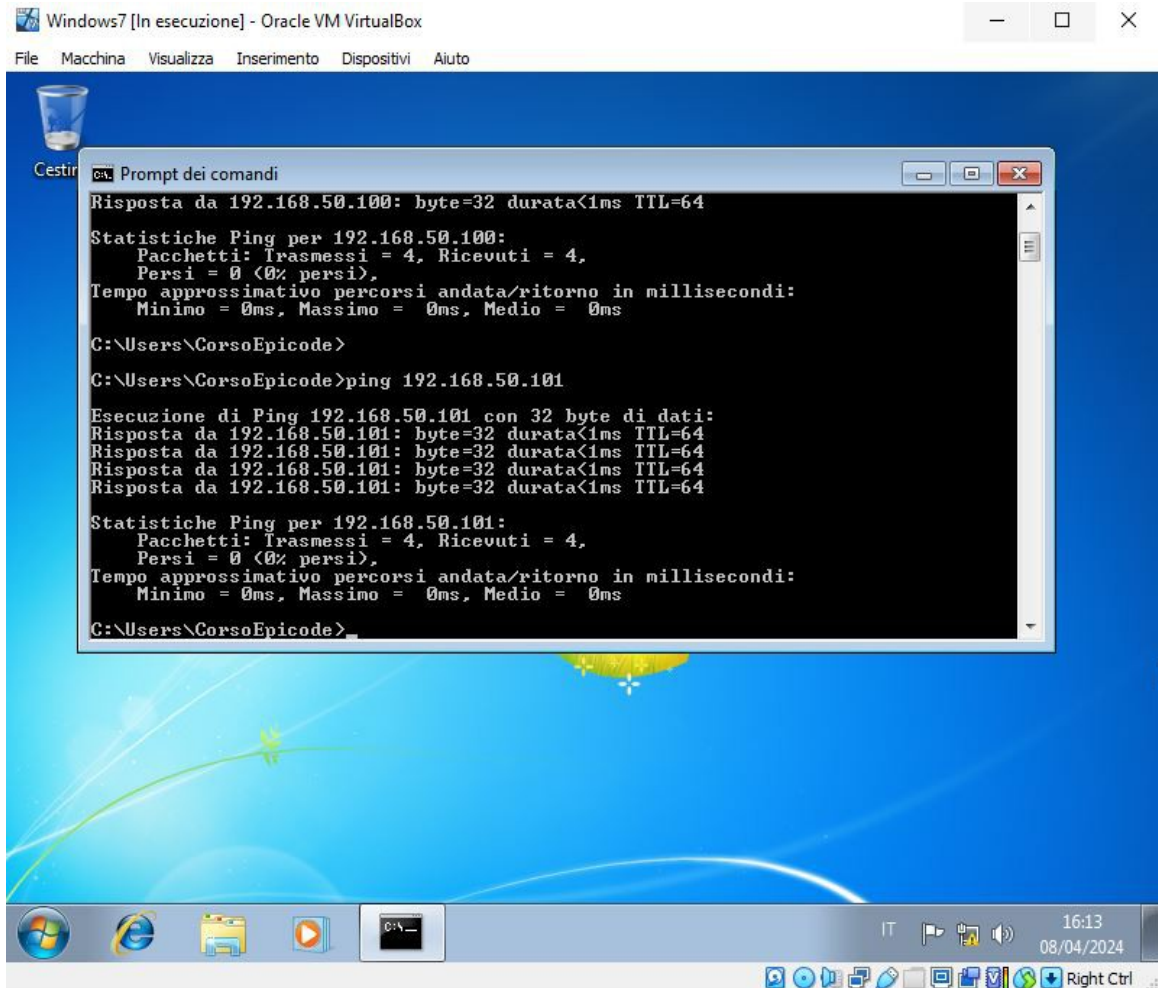 Windows7 [In esecuzione] - Oracle VM VirtualBox
File Macchina Visualizza Inserimento Dispositivi Aiuto
Prompt dei comandi
Risposta da 192.168.50.100: byte=32 durata<1ms TTL=64
Statistiche Ping per 192.168.50.100:
Pacchetti: Trasmessi = 4, Ricevuti = 4,
Persi = 0 (0% persi),
Tempo approssimativo percorsi andata/ritorno in millisecondi:
Minimo = 0ms, Massimo = 0ms, Medio = 0ms
C:\Users\CorsoEpicode>
C:\Users\CorsoEpicode>ping 192.168.50.101
Esecuzione di Ping 192.168.50.101 con 32 byte di dati:
Risposta da 192.168.50.101: byte=32 durata<1ms TTL=64
Risposta da 192.168.50.101: byte=32 durata<1ms TTL=64
Risposta da 192.168.50.101: byte=32 durata<1ms TTL=64
Risposta da 192.168.50.101: byte=32 durata<1ms TTL=64
Statistiche Ping per 192.168.50.101:
Pacchetti: Trasmessi = 4, Ricevuti = 4,
Persi = 0 (0% persi),
Tempo approssimativo percorsi andata/ritorno in millisecondi:
Minimo = 0ms, Massimo = 0ms, Medio = 0ms
C:\Users\CorsoEpicode>_
IT
16:13
08/04/2024
Right Ctrl